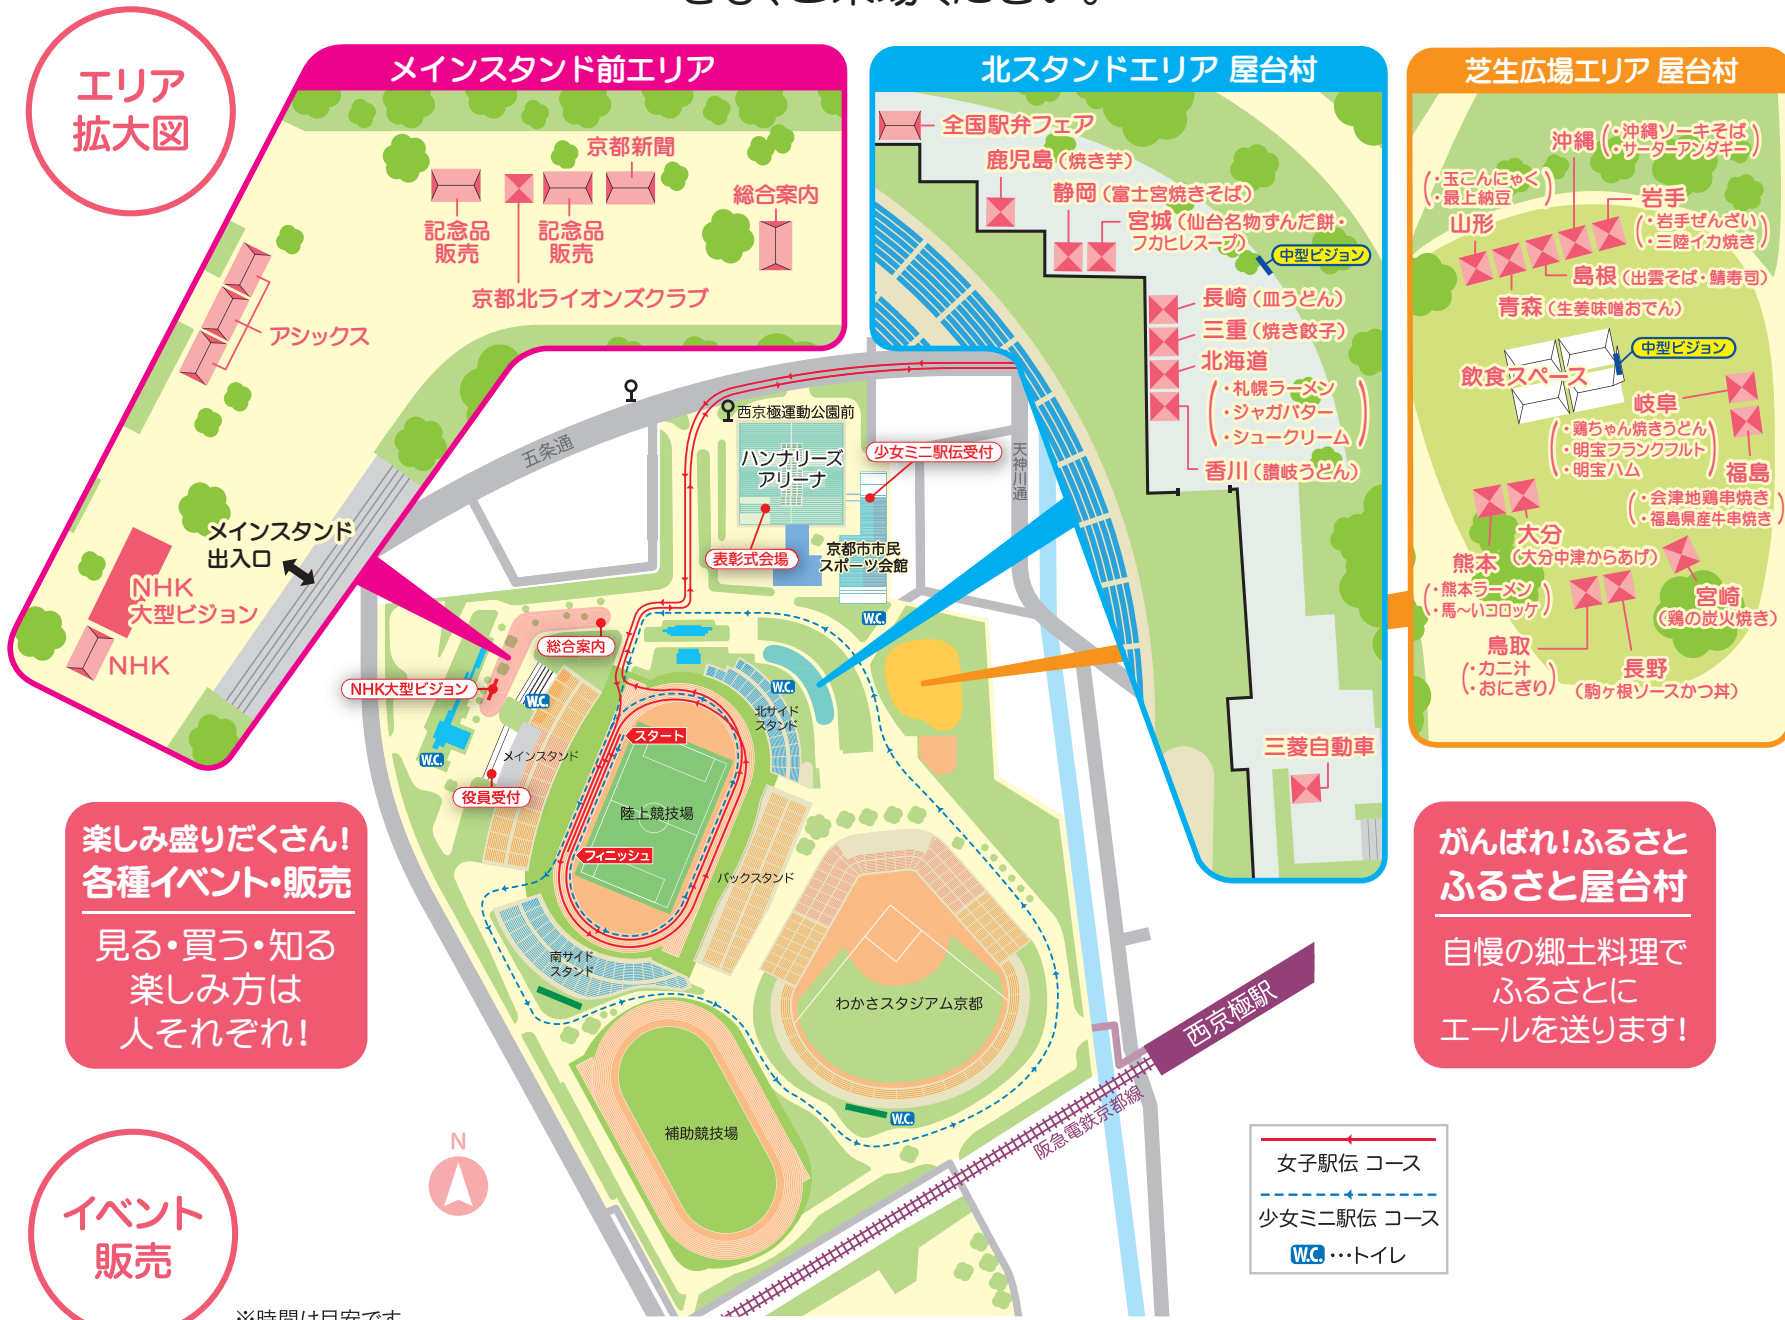 エリア
拡大図
メインスタンド前エリア
京都新聞
総合案内
記念品
販売
記念品
販売
京都北ライオンズクラブ
アシックス
メインスタンド
出入口
NHK
大型ビジョン
NHK
北スタンドエリア 屋台村
全国駅弁フェア
鹿児島(焼き芋)
静岡(富士宮焼きそば)
宮城(仙台名物ずんだ餅・
フカヒレスープ)
中型ビジョン
長崎(皿うどん)
三重(焼き餃子)
北海道
・札幌ラーメン
・ジャガバター
・シュークリーム
香川(讃岐うどん)
三菱自動車
芝生広場エリア 屋台村
沖縄
・沖縄ソーキそば
・サーターアンダギー
・玉こんにゃく
・最上納豆
山形
岩手
・岩手ぜんざい
・三陸イカ焼き
島根(出雲そば・鯖寿司)
青森(生姜味噌おでん)
中型ビジョン
飲食スペース
岐阜
・鶏ちゃん焼きうどん
・明宝フランクフルト
・明宝ハム
福島
・会津地鶏串焼き
・福島県産牛串焼き
大分
(大分中津からあげ)
熊本
・熊本ラーメン
・馬〜いコロッケ
宮崎
(鶏の炭火焼き)
鳥取
・カニ汁
・おにぎり
長野
(駒ヶ根ソースかつ丼)
五条通
西京極運動公園前
ハンナリーズ
アリーナ
少女ミニ駅伝受付
天神川通
表彰式会場
京都市市民
スポーツ会館
W.C.
総合案内
NHK大型ビジョン
W.C.
W.C.
W.C.
北サイド
スタンド
スタート
メインスタンド
役員受付
陸上競技場
フィニッシュ
バックスタンド
南サイド
スタンド
わかさスタジアム京都
西京極駅
阪急電鉄京都線
W.C.
補助競技場
N
楽しみ盛りだくさん!
各種イベント・販売
見る・買う・知る
楽しみ方は
人それぞれ!
がんばれ!ふるさと
ふるさと屋台村
自慢の郷土料理で
ふるさとに
エールを送ります!
女子駅伝 コース
少女ミニ駅伝 コース
W.C.…トイレ
イベント
販売
※時間は目安です